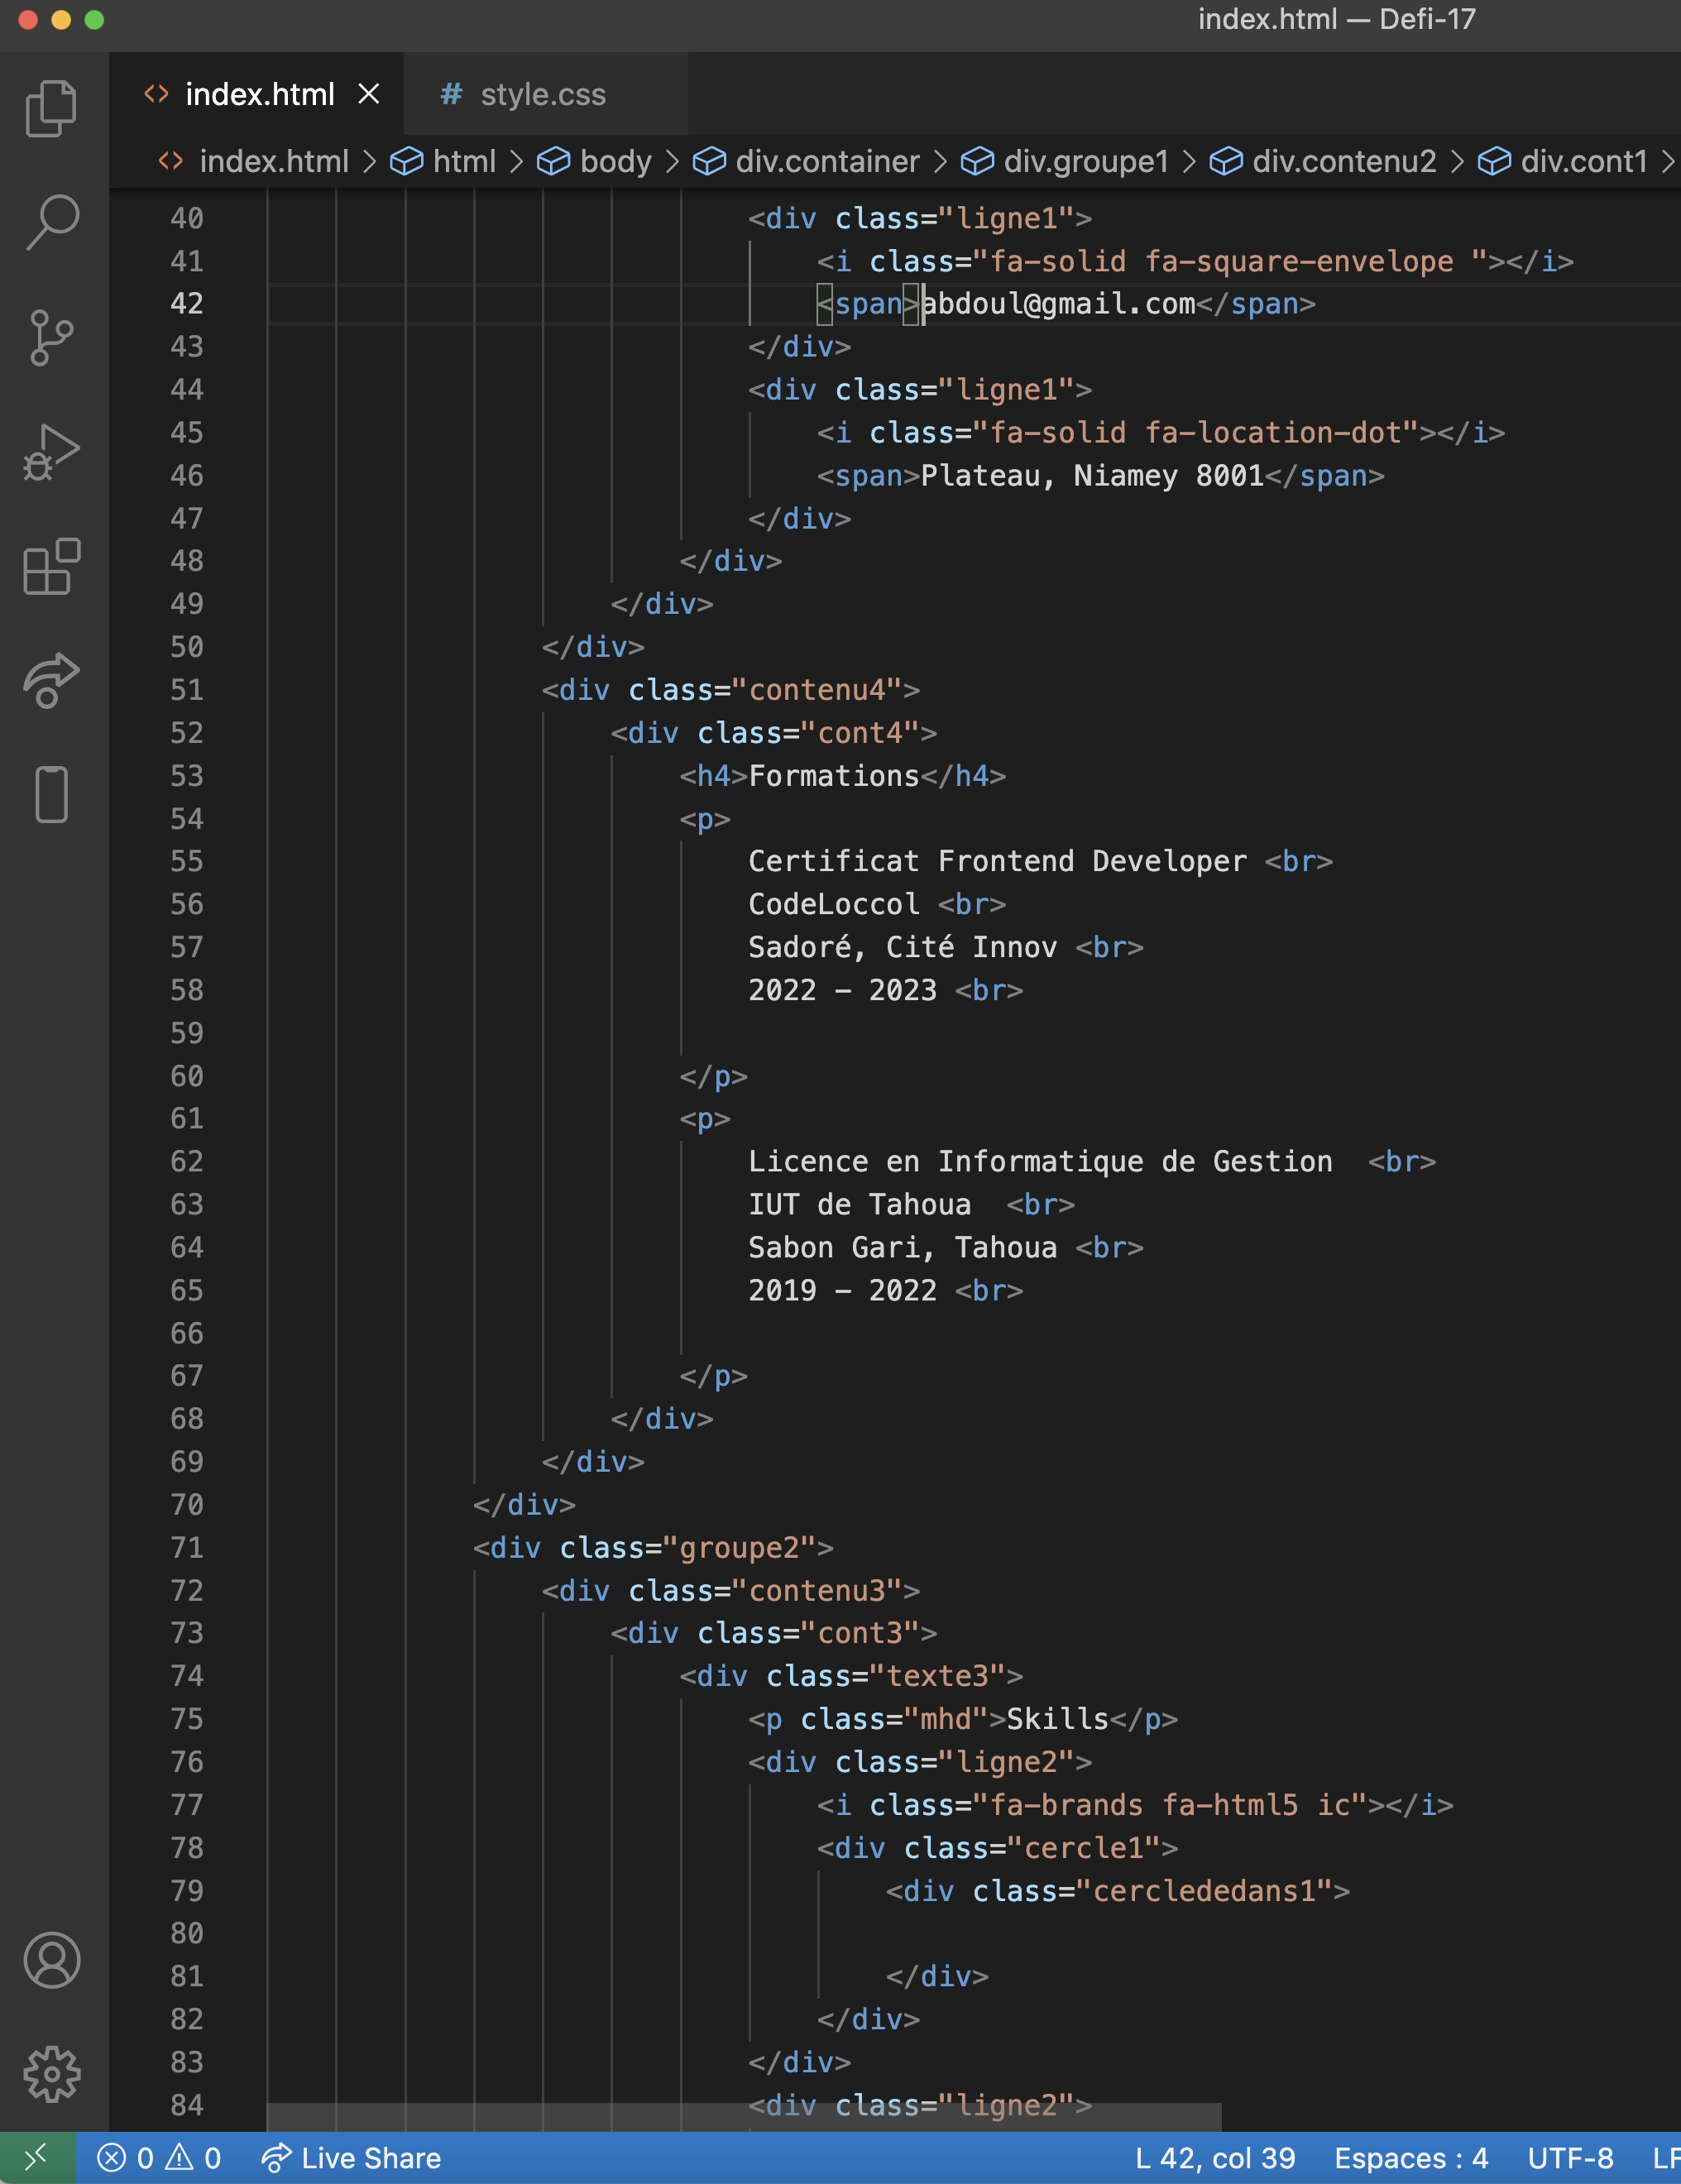 index.html — Defi-17
index.html
# style.css
index.html > html > body > div.container > div.groupe1 > div.contenu2 > div.cont1 >
40 <div class="ligne1">
41 <i class="fa-solid fa-square-envelope "></i>
42 <span>abdoul@gmail.com</span>
43 </div>
44 <div class="ligne1">
45 <i class="fa-solid fa-location-dot"></i>
46 <span>Plateau, Niamey 8001</span>
47 </div>
48 </div>
49 </div>
50 </div>
51 <div class="contenu4">
52 <div class="cont4">
53 <h4>Formations</h4>
54 <p>
55 Certificat Frontend Developer <br>
56 CodeLoccol <br>
57 Sadoré, Cité Innov <br>
58 2022 - 2023 <br>
59
60 </p>
61 <p>
62 Licence en Informatique de Gestion  <br>
63 IUT de Tahoua  <br>
64 Sabon Gari, Tahoua <br>
65 2019 - 2022 <br>
66
67 </p>
68 </div>
69 </div>
70 </div>
71 <div class="groupe2">
72 <div class="contenu3">
73 <div class="cont3">
74 <div class="texte3">
75 <p class="mhd">Skills</p>
76 <div class="ligne2">
77 <i class="fa-brands fa-html5 ic"></i>
78 <div class="cercle1">
79 <div class="cerclededans1">
80
81 </div>
82 </div>
83 </div>
84 <div class="ligne2">
0 0 Live Share L 42, col 39 Espaces : 4 UTF-8 LF